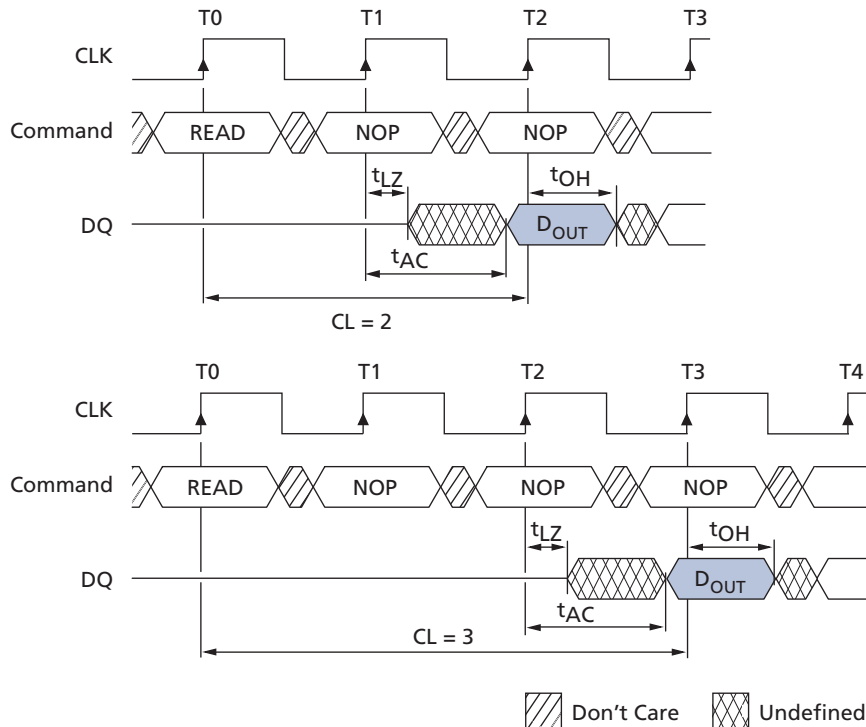 T0 T1 T2 T3
CLK
Command READ NOP NOP
tLZ tOH
DQ DOUT
tAC
CL = 2
T0 T1 T2 T3 T4
CLK
Command READ NOP NOP NOP
tLZ tOH
DQ DOUT
tAC
CL = 3
Don't Care Undefined